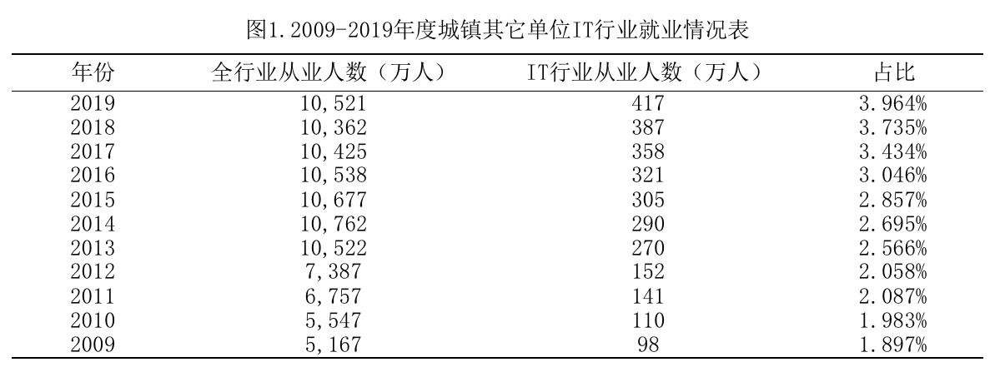 图1.2009-2019年度城镇其它单位IT行业就业情况表
年份 全行业从业人数（万人） IT行业从业人数（万人） 占比
2019 10,521 417 3.964%
2018 10,362 387 3.735%
2017 10,425 358 3.434%
2016 10,538 321 3.046%
2015 10,677 305 2.857%
2014 10,762 290 2.695%
2013 10,522 270 2.566%
2012 7,387 152 2.058%
2011 6,757 141 2.087%
2010 5,547 110 1.983%
2009 5,167 98 1.897%